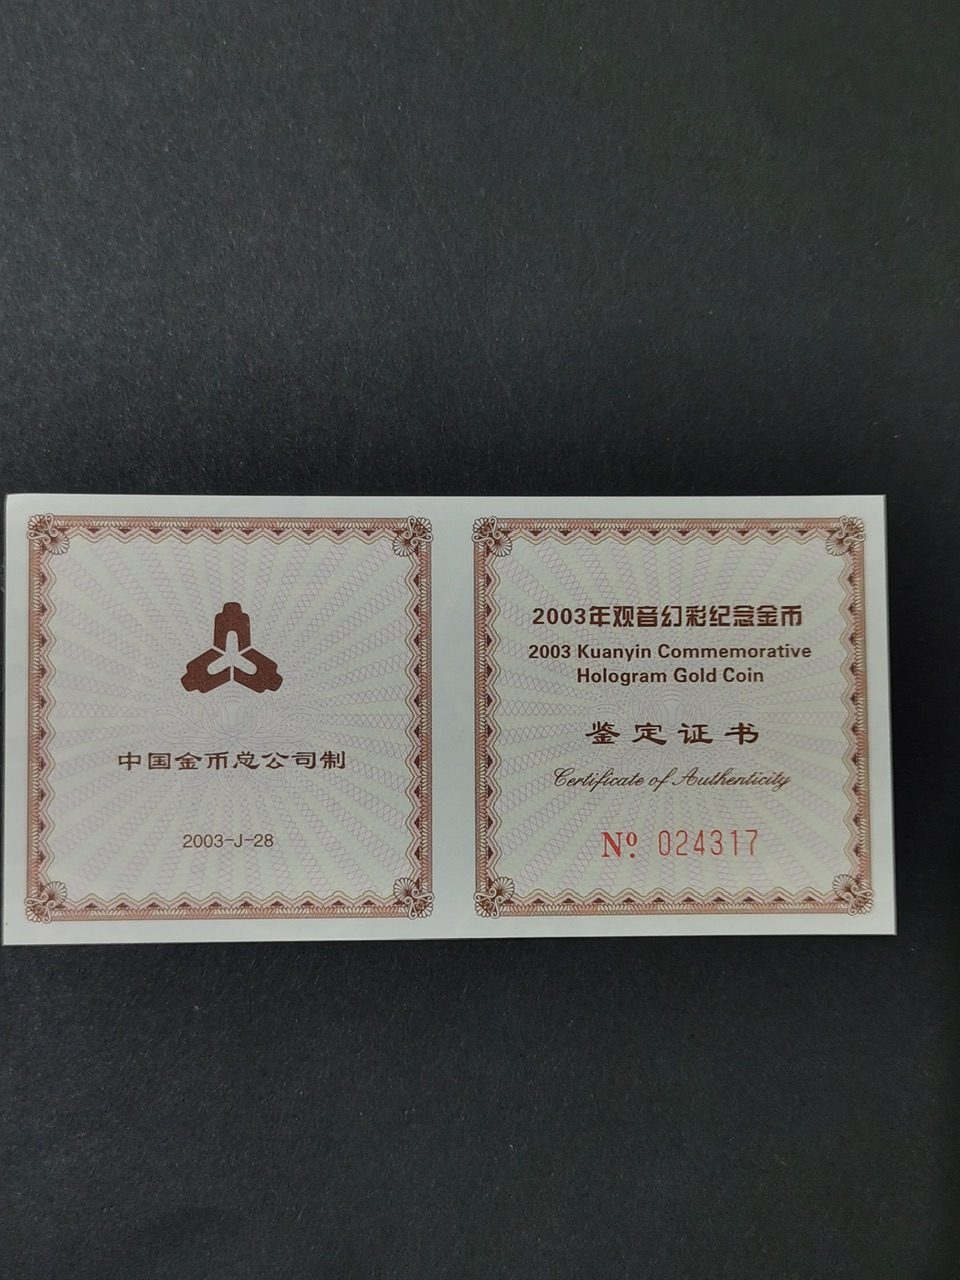 中国金币总公司制
2003-J-28
2003年观音幻彩纪念金币
2003 Kuanyin Commemorative
Hologram Gold Coin
鉴定证书
Certificate of Authenticity
Nº 024317